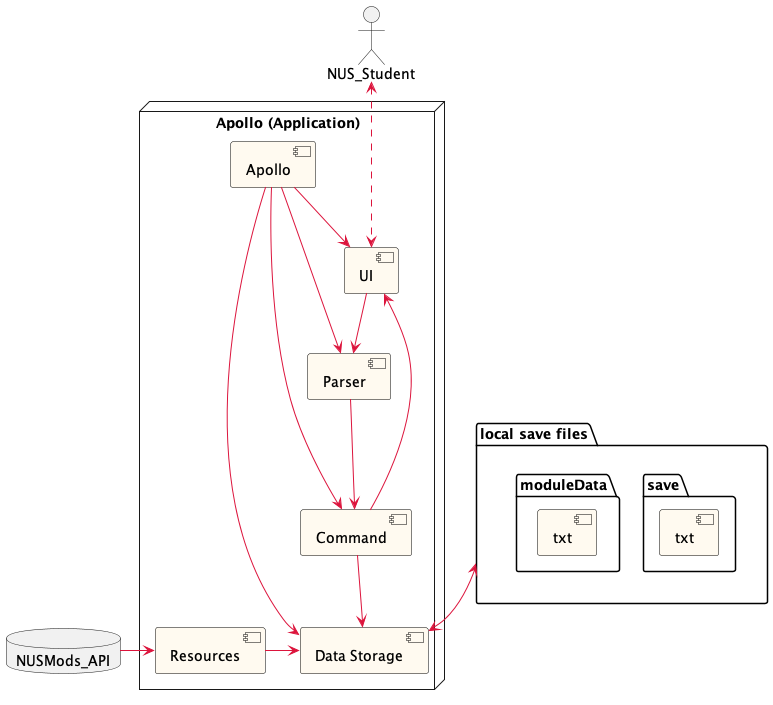 NUS_Student
Apollo (Application)
Apollo
UI
Parser
local save files
moduleData
save
txt
txt
Command
NUSMods_API
Resources
Data Storage